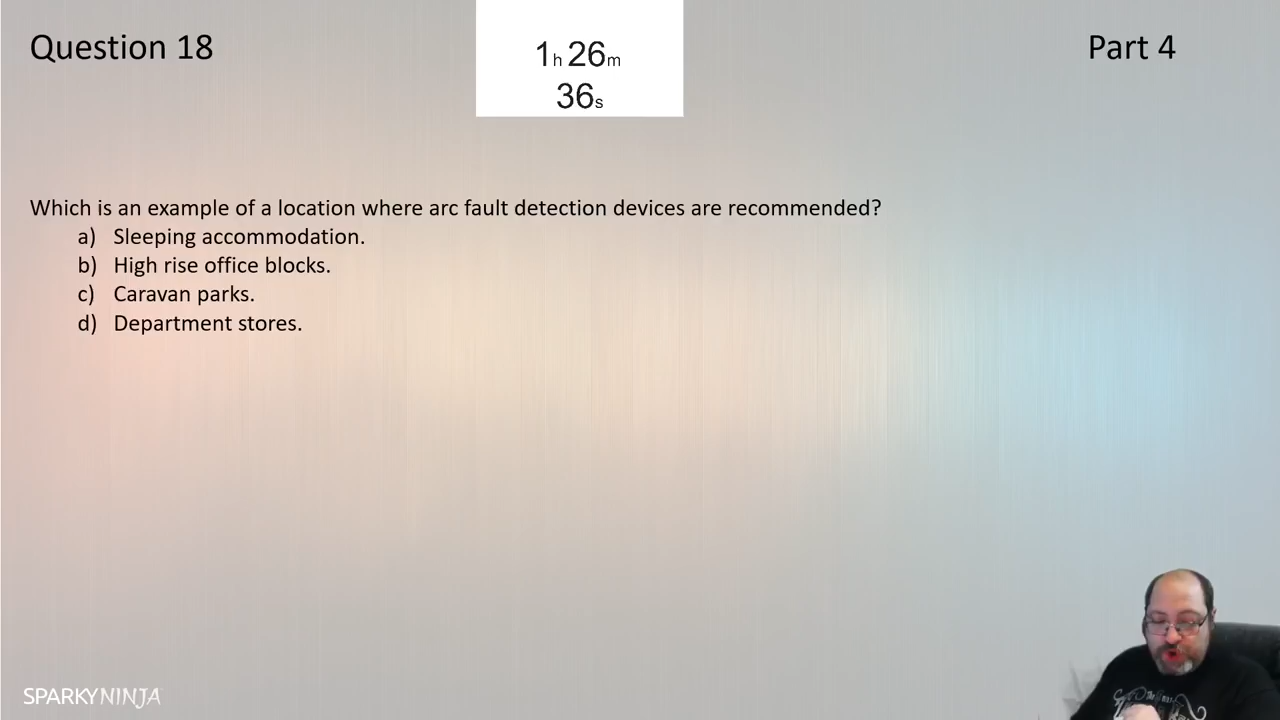 Question 18
1h 26m
36s
Part 4
Which is an example of a location where arc fault detection devices are recommended?
a) Sleeping accommodation.
b) High rise office blocks.
c) Caravan parks.
d) Department stores.
SPARKYNINJA